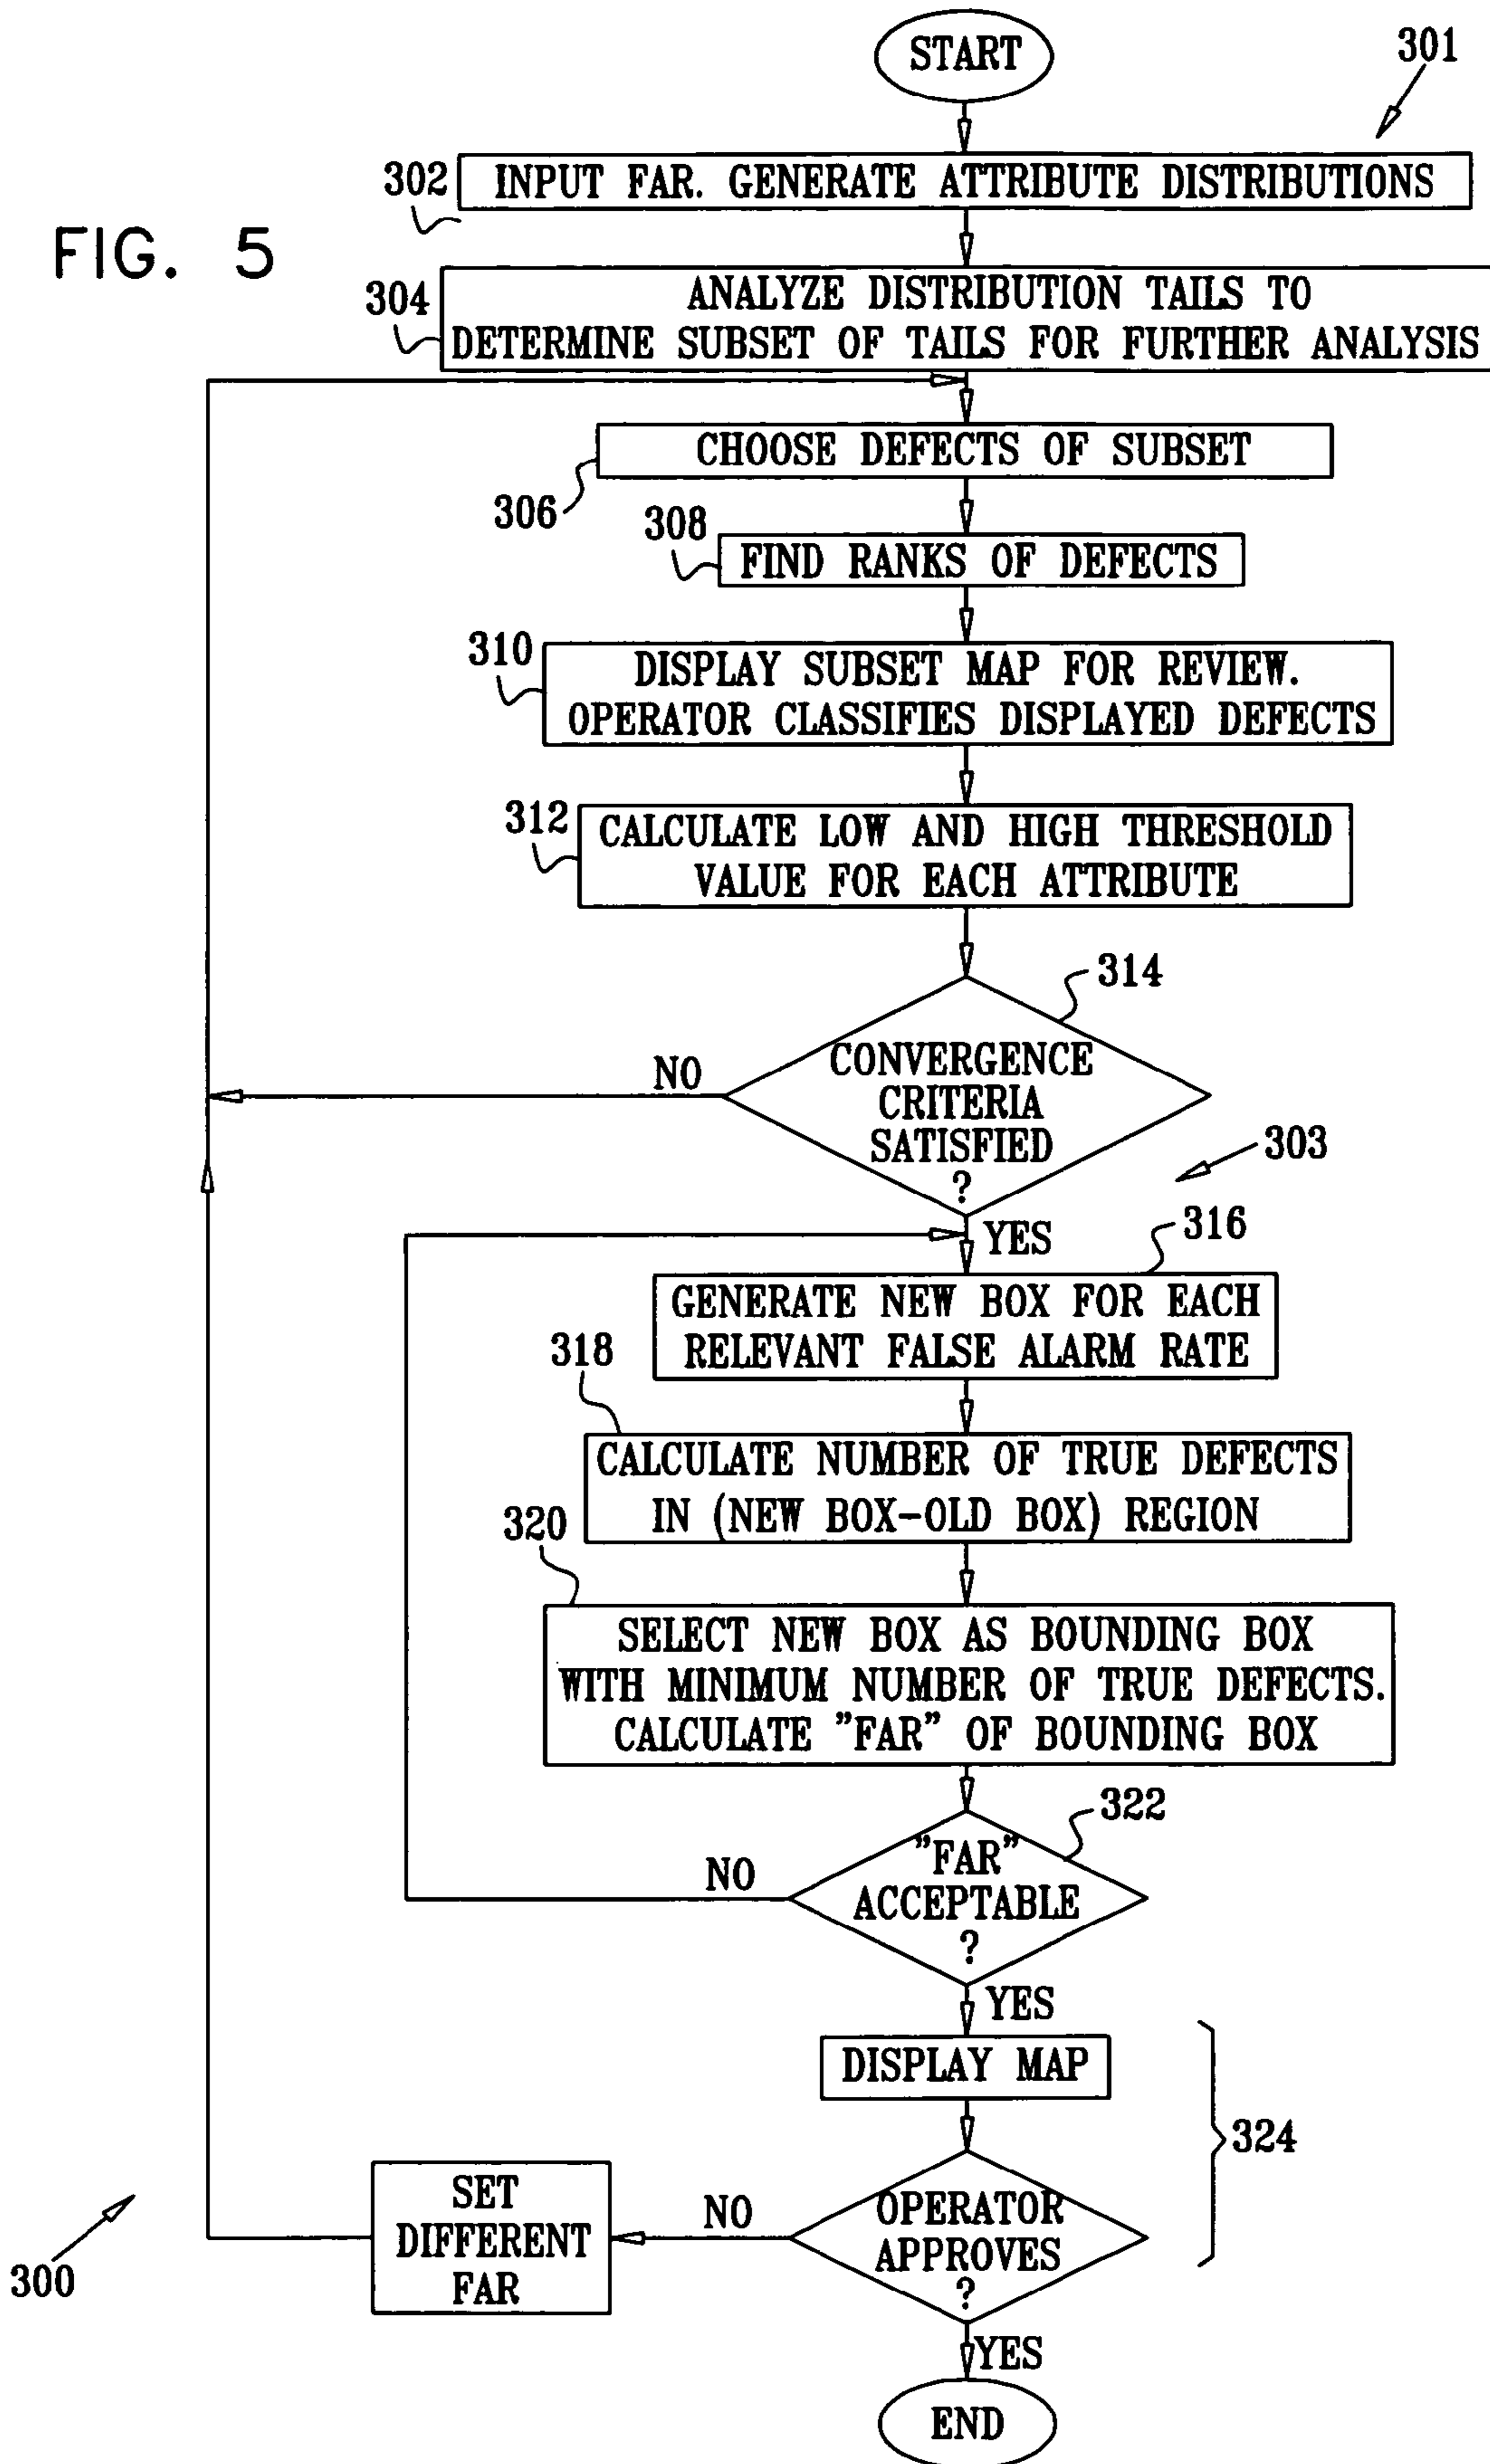 START
301
302
INPUT FAR. GENERATE ATTRIBUTE DISTRIBUTIONS
FIG. 5
304
ANALYZE DISTRIBUTION TAILS TO
DETERMINE SUBSET OF TAILS FOR FURTHER ANALYSIS
CHOOSE DEFECTS OF SUBSET
306
308
FIND RANKS OF DEFECTS
310
DISPLAY SUBSET MAP FOR REVIEW.
OPERATOR CLASSIFIES DISPLAYED DEFECTS
312
CALCULATE LOW AND HIGH THRESHOLD
VALUE FOR EACH ATTRIBUTE
314
NO
CONVERGENCE
CRITERIA
SATISFIED
?
303
YES
316
GENERATE NEW BOX FOR EACH
RELEVANT FALSE ALARM RATE
318
CALCULATE NUMBER OF TRUE DEFECTS
IN (NEW BOX-OLD BOX) REGION
320
SELECT NEW BOX AS BOUNDING BOX
WITH MINIMUM NUMBER OF TRUE DEFECTS.
CALCULATE "FAR" OF BOUNDING BOX
322
NO
"FAR"
ACCEPTABLE
?
YES
DISPLAY MAP
324
SET
DIFFERENT
FAR
NO
OPERATOR
APPROVES
?
300
YES
END